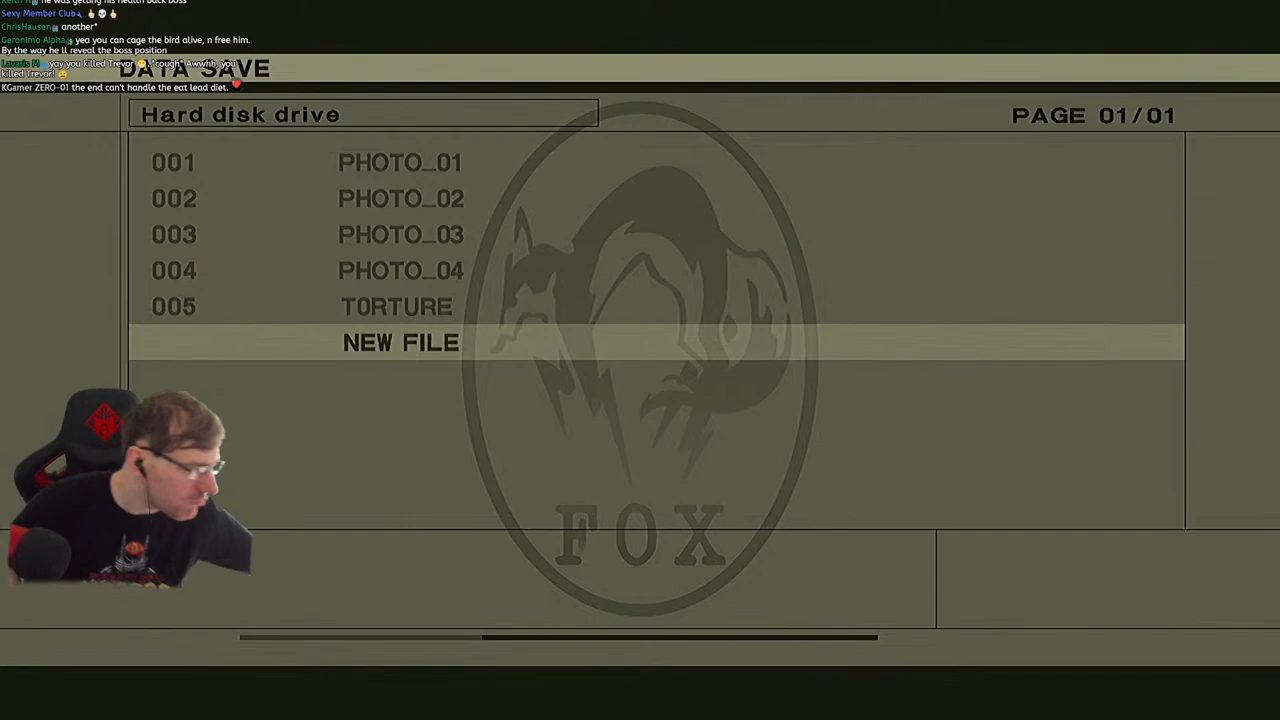 he was getting his health back boss
Sexy Member Club 👆🏻💀👆🏻
ChrisHausen another*
Geronimo Alpha yea you can cage the bird alive, n free him.
By the way he ll reveal the boss position
Lavaris M yay you killed Trevor *cough* Awwhh, you
killed Trevor! 😢
KGamer ZERO-01 the end can't handle the eat lead diet. ❤️
DATA SAVE
Hard disk drive
PAGE 01/01
001 PHOTO_01
002 PHOTO_02
003 PHOTO_03
004 PHOTO_04
005 T0RTURE
NEW FILE
FOX